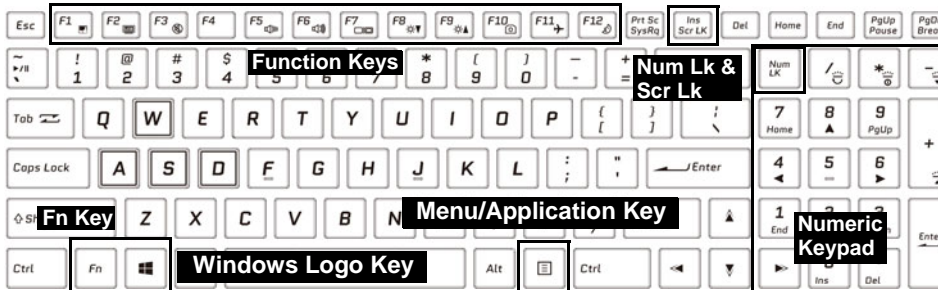 Esc F1 F2 F3 F4 F5 F6 F7 F8 F9 F10 F11 F12 Prt Sc SysRq Ins Scr LK Del Home End PgUp Pause
~ ` ! 1 @ 2 # 3 $ 4 * 8 ( 9 ) 0 - + = Num LK / * -
Function Keys
Num Lk &
Scr Lk
Tab Q W E R T Y U I O P { [ } ] ¦ \ 7 Home 8 9 PgUp +
Caps Lock A S D F G H J K L : ; " ' Enter 4 5 6
Fn Key Z X C V B N Menu/Application Key 1 End
Numeric
Keypad
Ctrl Fn Windows Logo Key Alt Ctrl Ins Del